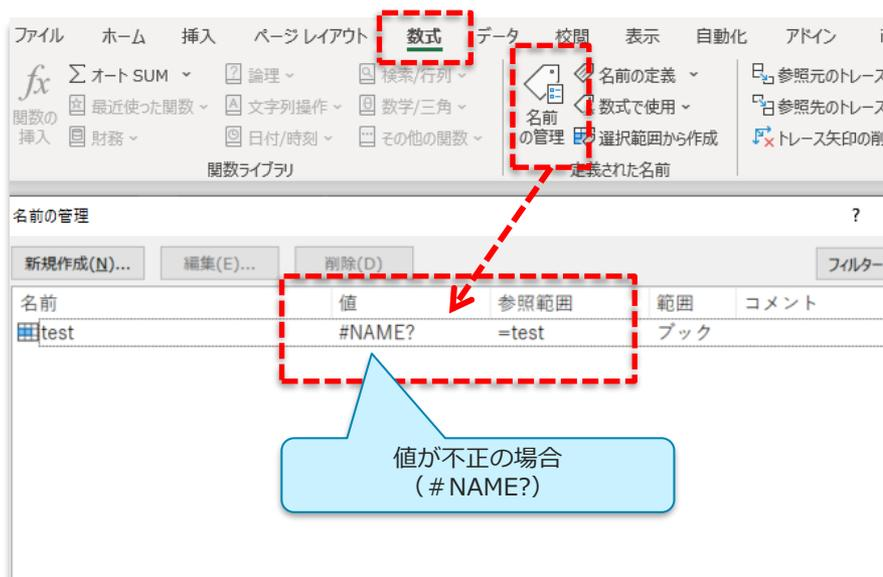 ファイル ホーム 挿入 ページ レイアウト 数式 データ 校閲 表示 自動化 アドイン
fx 関数の挿入
Σ オート SUM
最近使った関数
財務
論理
文字列操作
日付/時刻
検索/行列
数学/三角
その他の関数
関数ライブラリ
名前の管理
名前の定義
数式で使用
選択範囲から作成
定義された名前
参照元のトレース
参照先のトレース
トレース矢印の削
名前の管理 ?
新規作成(N)... 編集(E)... 削除(D) フィルター
名前 値 参照範囲 範囲 コメント
test #NAME? =test ブック
値が不正の場合
（＃NAME?）